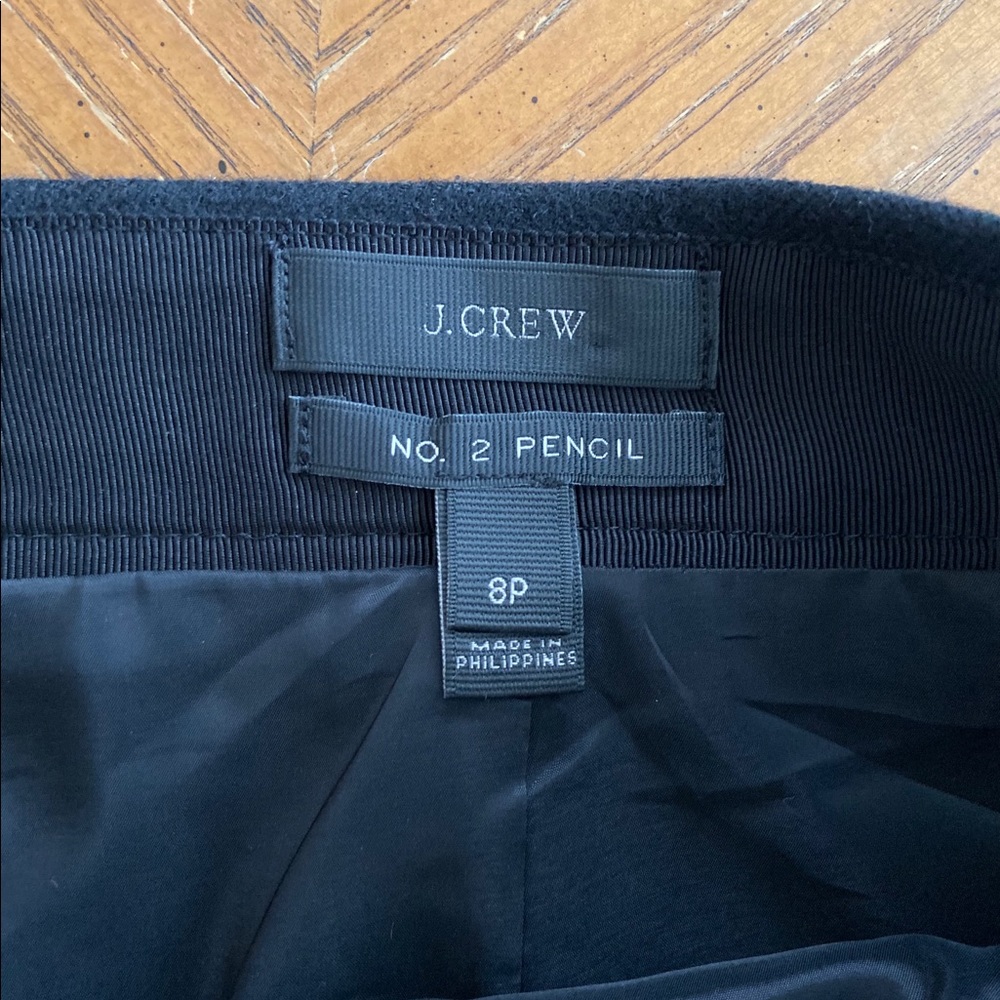 J.CREW
NO. 2 PENCIL
8P
MADE IN
PHILIPPINES